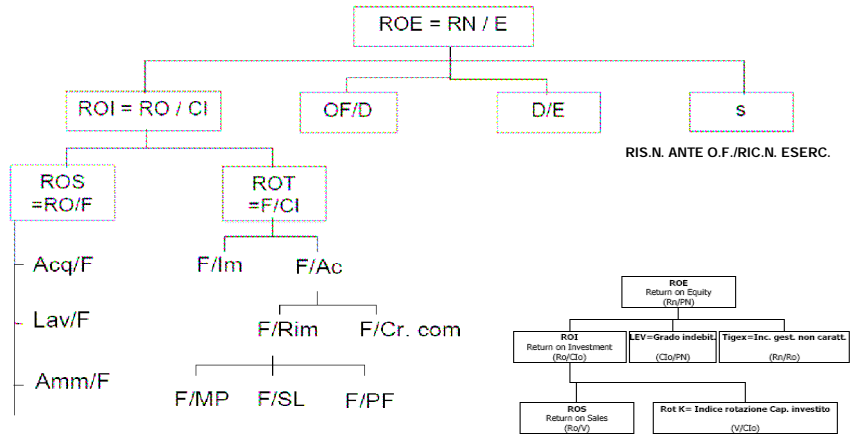 ROE = RN / E
ROI = RO / CI
OF/D
D/E
s
RIS.N. ANTE O.F./RIC.N. ESERC.
ROS
=RO/F
ROT
=F/CI
Acq/F
F/Im
F/Ac
Lav/F
F/Rim
F/Cr. com
Amm/F
F/MP
F/SL
F/PF
ROE
Return on Equity
(Rn/PN)
ROI
Return on Investment
(Ro/CIo)
LEV=Grado indebit.
(CIo/PN)
Tigex=Inc. gest. non caratt.
(Rn/Ro)
ROS
Return on Sales
(Ro/V)
Rot K= Indice rotazione Cap. investito
(V/CIo)